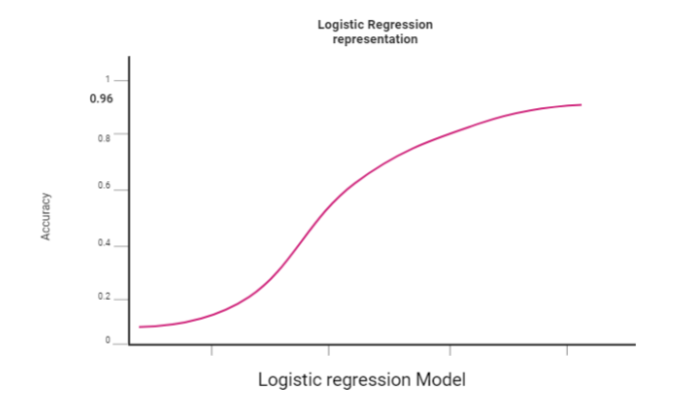 Logistic Regression
representation
1
0.96
0.8
0.6
0.4
0.2
0
Accuracy
Logistic regression Model